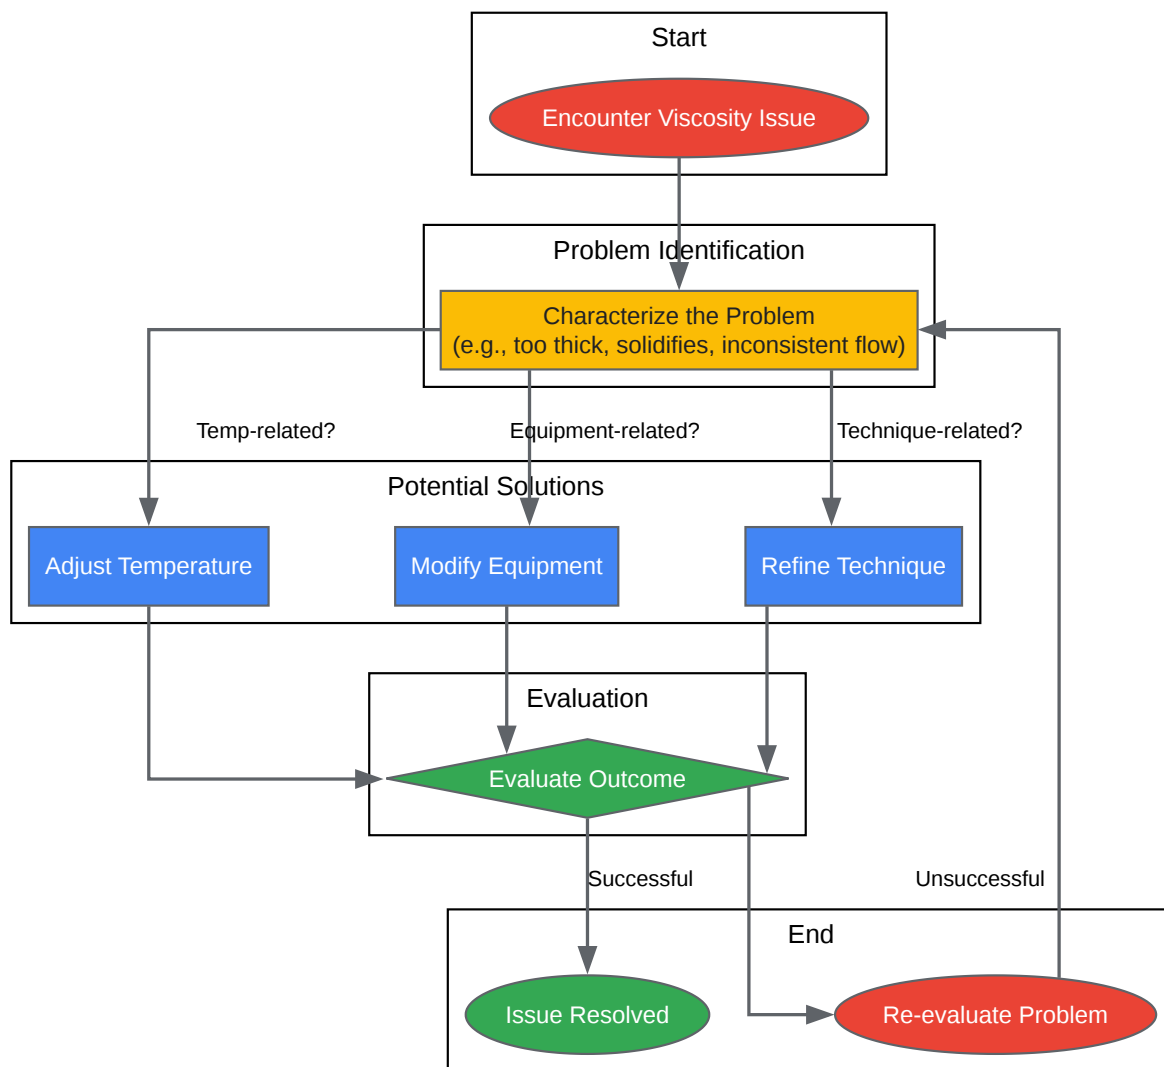 Start
Encounter Viscosity Issue
Problem Identification
Characterize the Problem
(e.g., too thick, solidifies, inconsistent flow)
Temp-related?
Equipment-related?
Technique-related?
Potential Solutions
Adjust Temperature
Modify Equipment
Refine Technique
Evaluation
Evaluate Outcome
Successful
Unsuccessful
End
Issue Resolved
Re-evaluate Problem